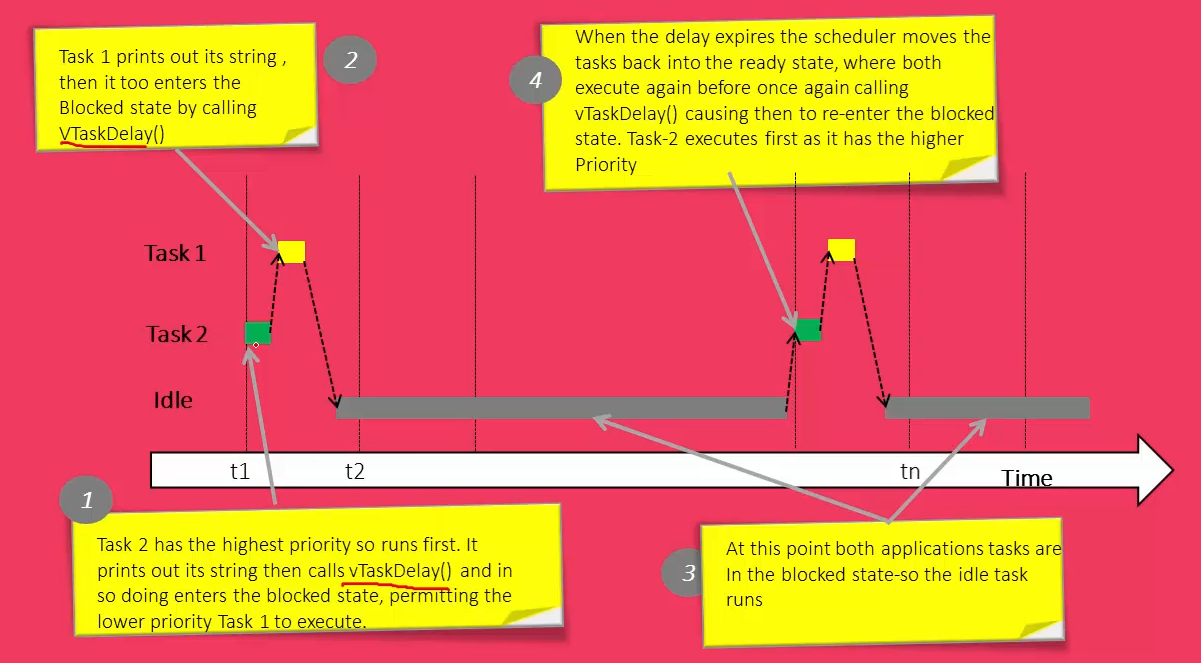 Task 1 prints out its string ,
then it too enters the
Blocked state by calling
VTaskDelay()
2
When the delay expires the scheduler moves the
tasks back into the ready state, where both
execute again before once again calling
vTaskDelay() causing then to re-enter the blocked
state. Task-2 executes first as it has the higher
Priority
4
Task 1
Task 2
Idle
t1
t2
tn
Time
1
Task 2 has the highest priority so runs first. It
prints out its string then calls vTaskDelay() and in
so doing enters the blocked state, permitting the
lower priority Task 1 to execute.
3
At this point both applications tasks are
In the blocked state-so the idle task
runs